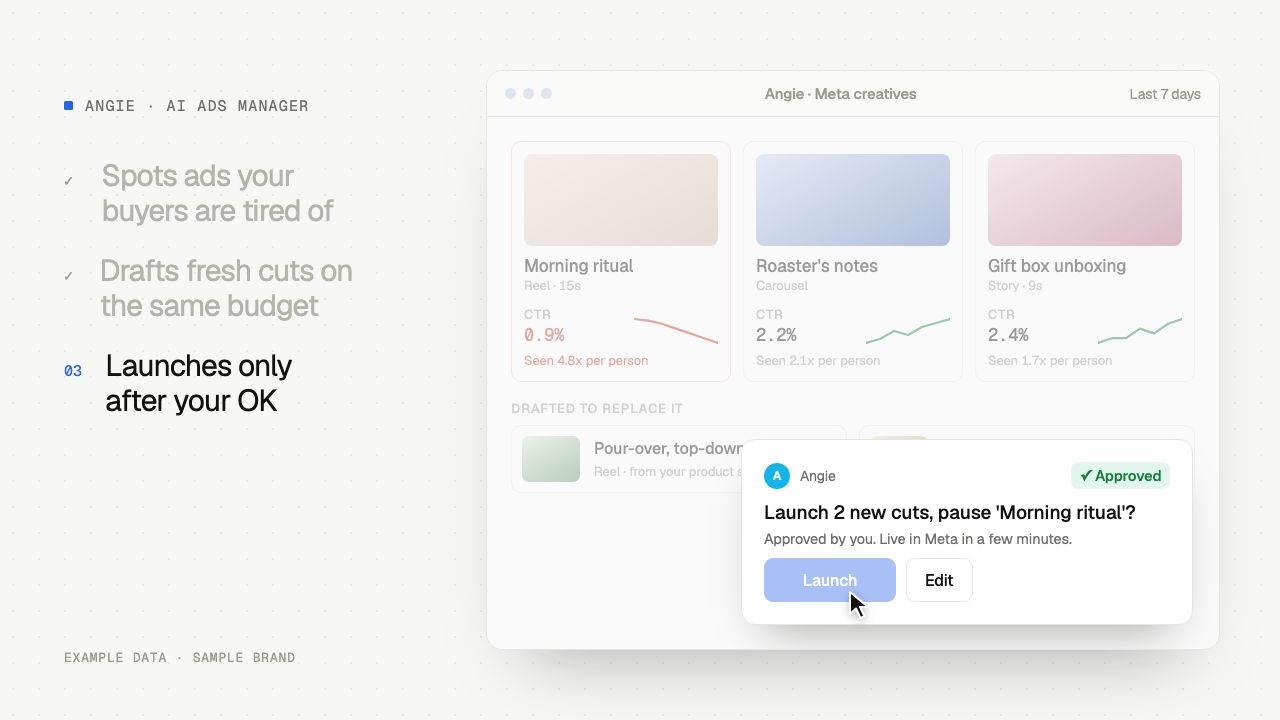 ANGIE · AI ADS MANAGER
✓ Spots ads your
buyers are tired of
✓ Drafts fresh cuts on
the same budget
03 Launches only
after your OK
EXAMPLE DATA · SAMPLE BRAND
Angie · Meta creatives
Last 7 days
Morning ritual
Reel · 15s
CTR
0.9%
Seen 4.8x per person
Roaster's notes
Carousel
CTR
2.2%
Seen 2.1x per person
Gift box unboxing
Story · 9s
CTR
2.4%
Seen 1.7x per person
DRAFTED TO REPLACE IT
Pour-over, top-down
Reel · from your product
A Angie
✓ Approved
Launch 2 new cuts, pause 'Morning ritual'?
Approved by you. Live in Meta in a few minutes.
Launch
Edit